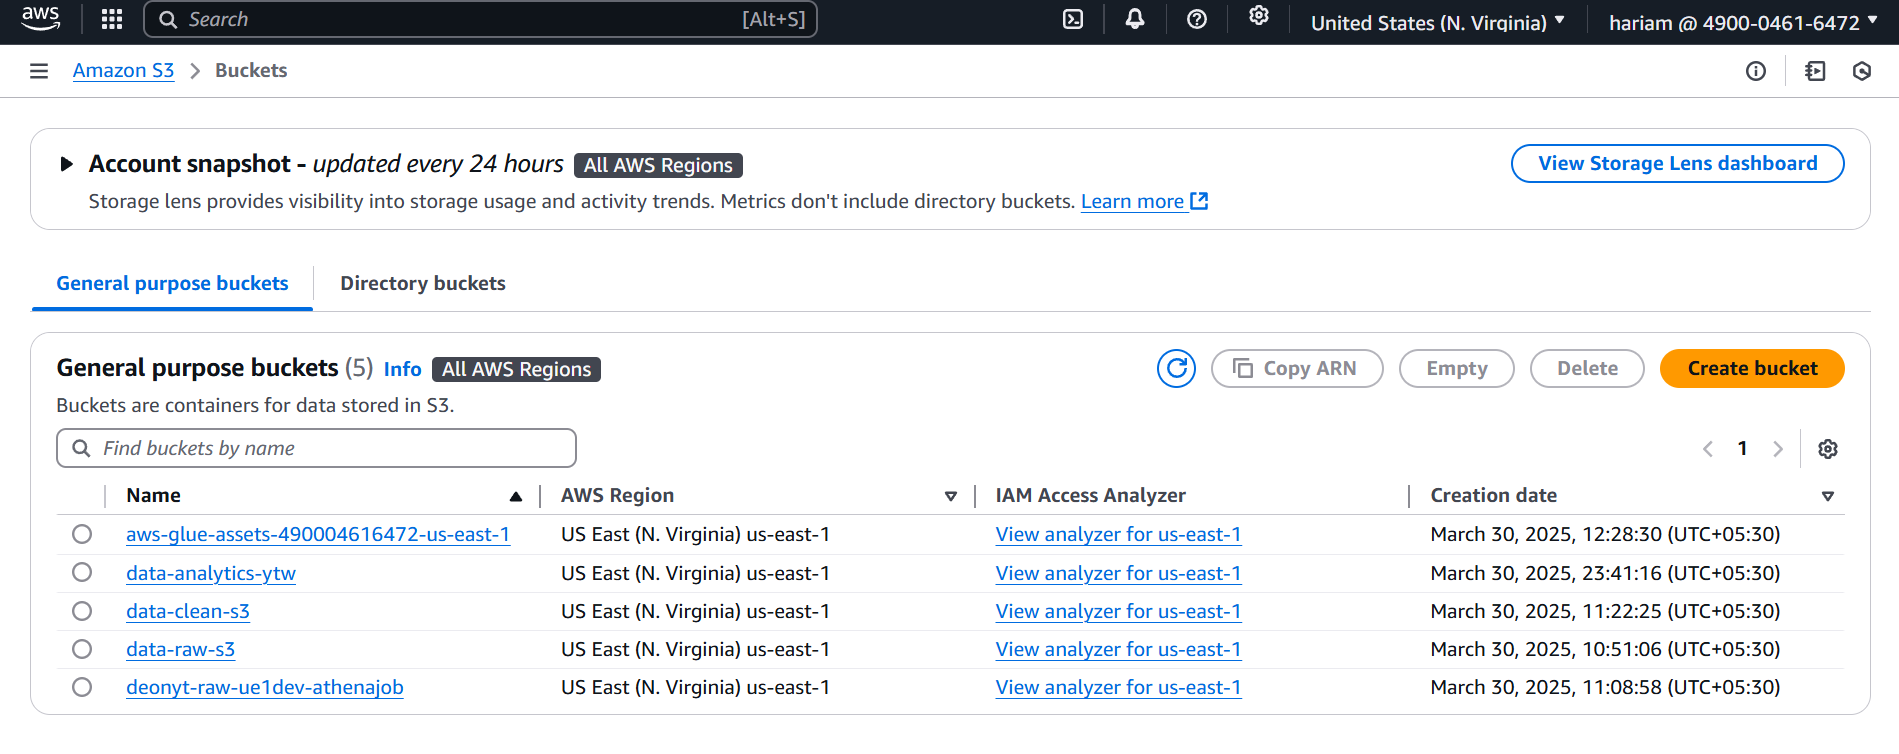 aws Search [Alt+S] United States (N. Virginia) hariam @ 4900-0461-6472
Amazon S3 Buckets
Account snapshot - updated every 24 hours All AWS Regions View Storage Lens dashboard
Storage lens provides visibility into storage usage and activity trends. Metrics don't include directory buckets. Learn more
General purpose buckets Directory buckets
General purpose buckets (5) Info All AWS Regions Copy ARN Empty Delete Create bucket
Buckets are containers for data stored in S3.
Find buckets by name 1
Name AWS Region IAM Access Analyzer Creation date
aws-glue-assets-490004616472-us-east-1 US East (N. Virginia) us-east-1 View analyzer for us-east-1 March 30, 2025, 12:28:30 (UTC+05:30)
data-analytics-ytw US East (N. Virginia) us-east-1 View analyzer for us-east-1 March 30, 2025, 23:41:16 (UTC+05:30)
data-clean-s3 US East (N. Virginia) us-east-1 View analyzer for us-east-1 March 30, 2025, 11:22:25 (UTC+05:30)
data-raw-s3 US East (N. Virginia) us-east-1 View analyzer for us-east-1 March 30, 2025, 10:51:06 (UTC+05:30)
deonyt-raw-ue1dev-athenajob US East (N. Virginia) us-east-1 View analyzer for us-east-1 March 30, 2025, 11:08:58 (UTC+05:30)